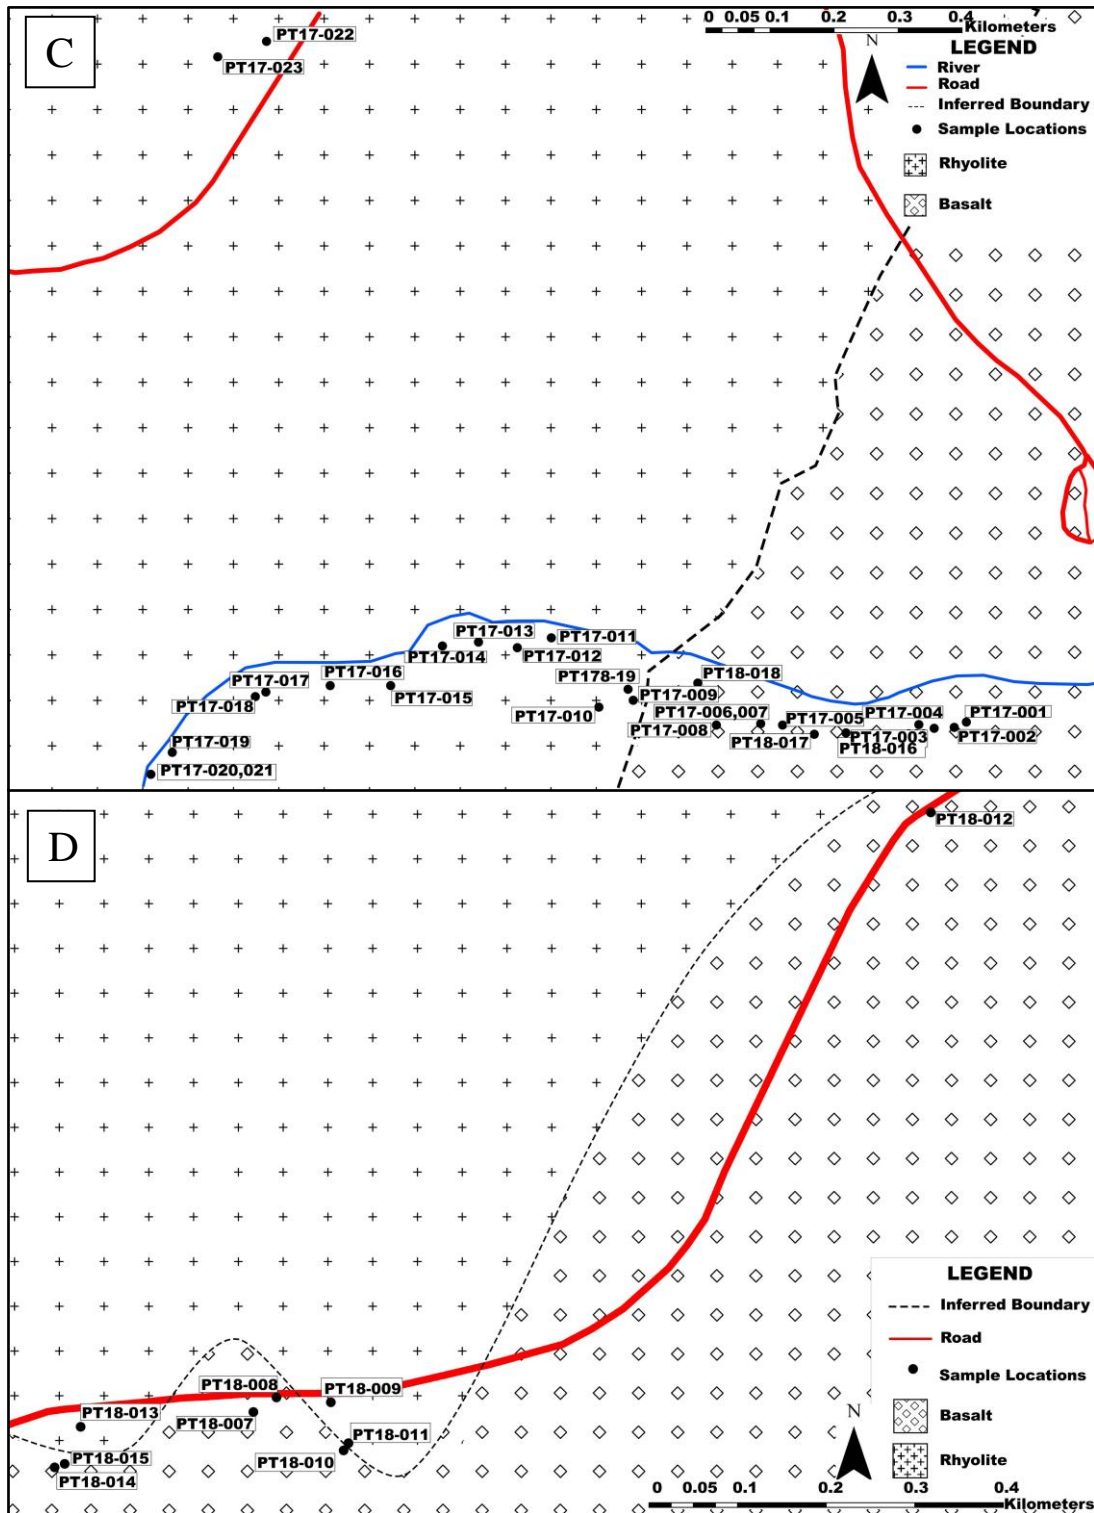 C
PT17-022
PT17-023
0 0.05 0.1 0.2 0.3 0.4
Kilometers
N
LEGEND
River
Road
Inferred Boundary
Sample Locations
Rhyolite
Basalt
PT17-013
PT17-011
PT17-014
PT17-012
PT17-016
PT17-017
PT17-015
PT17-018
PT178-19
PT18-018
PT17-009
PT17-010
PT17-006,007
PT17-005
PT17-004
PT17-001
PT17-008
PT18-017
PT17-003
PT17-002
PT18-016
PT17-019
PT17-020,021
D
PT18-012
LEGEND
Inferred Boundary
Road
Sample Locations
Basalt
Rhyolite
N
PT18-008
PT18-009
PT18-013
PT18-007
PT18-011
PT18-015
PT18-010
PT18-014
0 0.05 0.1 0.2 0.3 0.4
Kilometers